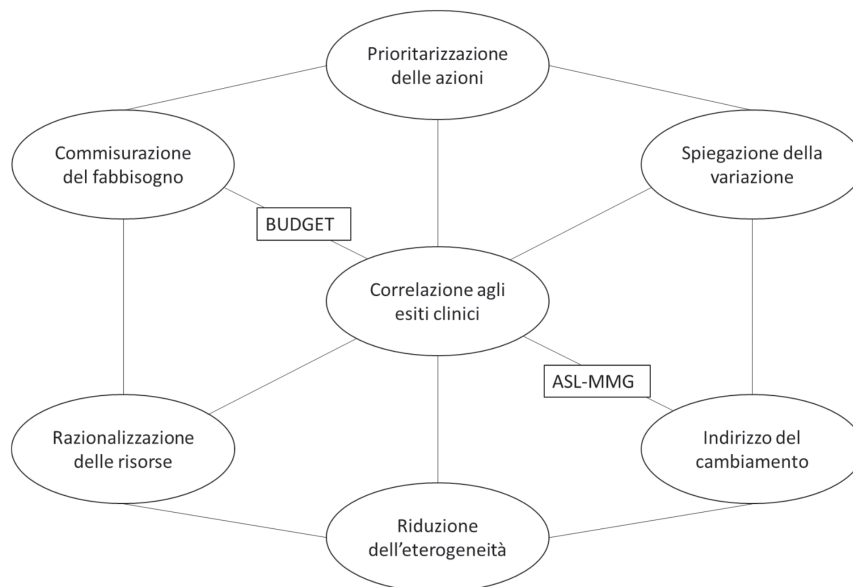 Prioritarizzazione
delle azioni
Commisurazione
del fabbisogno
Spiegazione della
variazione
BUDGET
Correlazione agli
esiti clinici
ASL-MMG
Razionalizzazione
delle risorse
Indirizzo del
cambiamento
Riduzione
dell’eterogeneità